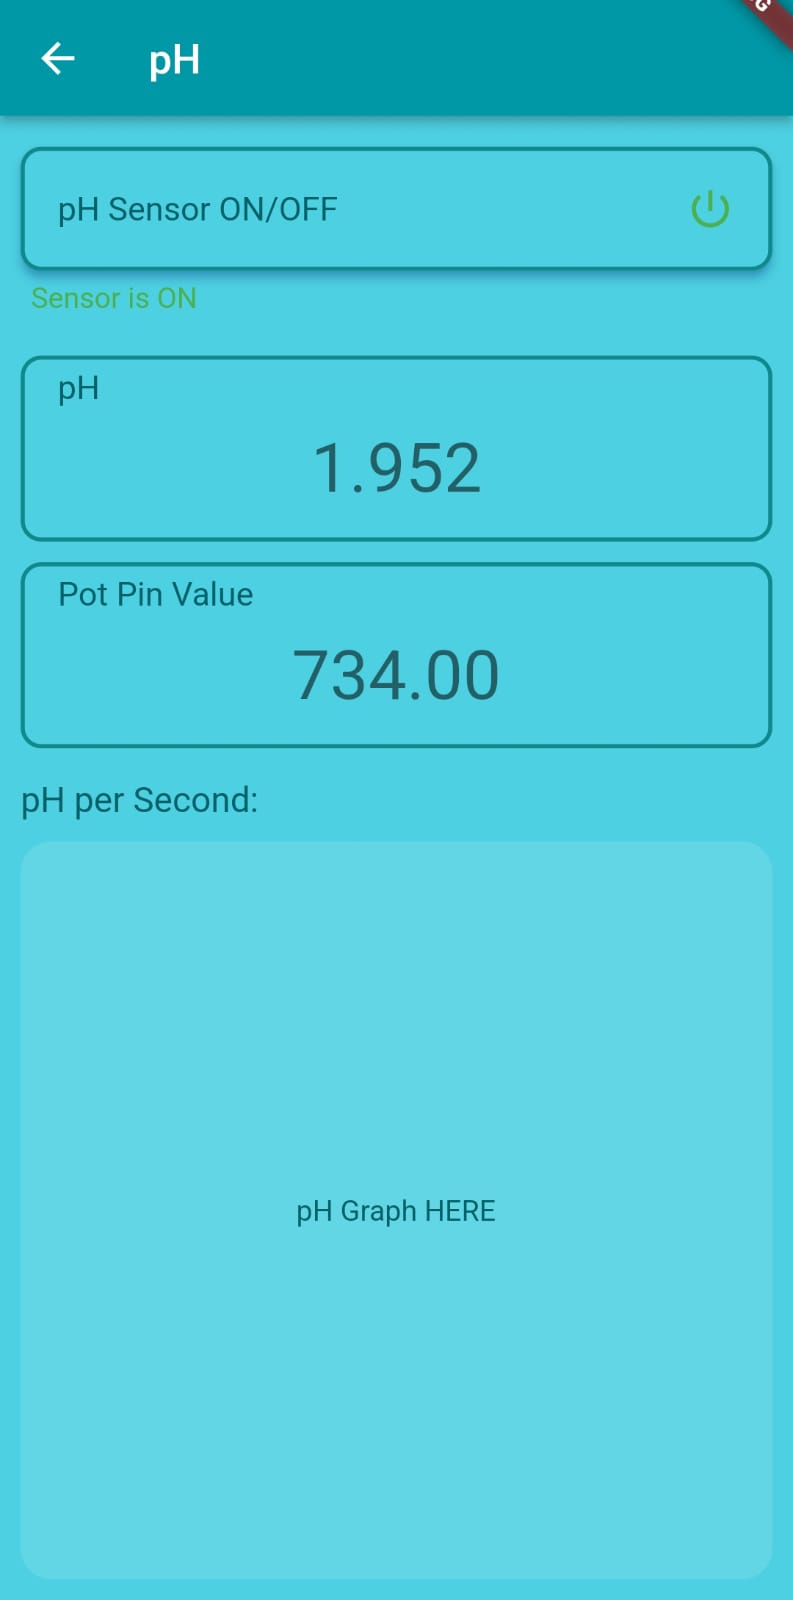 pH
pH Sensor ON/OFF
Sensor is ON
pH
1.952
Pot Pin Value
734.00
pH per Second:
pH Graph HERE